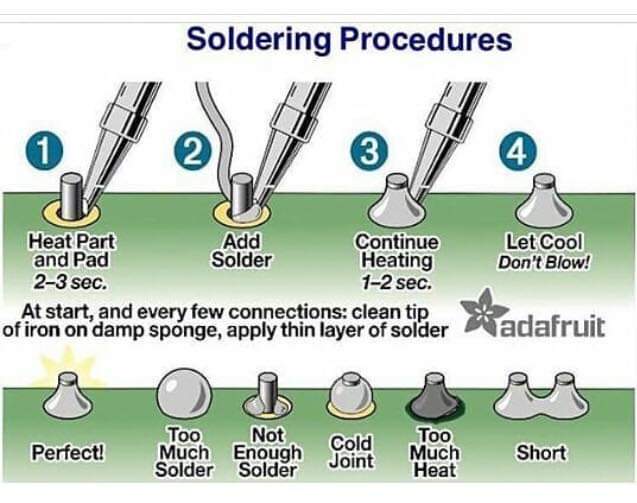 Soldering Procedures
1
2
3
4
Heat Part
and Pad
2-3 sec.
Add
Solder
Continue
Heating
1-2 sec.
Let Cool
Don't Blow!
At start, and every few connections: clean tip
of iron on damp sponge, apply thin layer of solder
adafruit
Perfect!
Too
Much
Solder
Not
Enough
Solder
Cold
Joint
Too
Much
Heat
Short